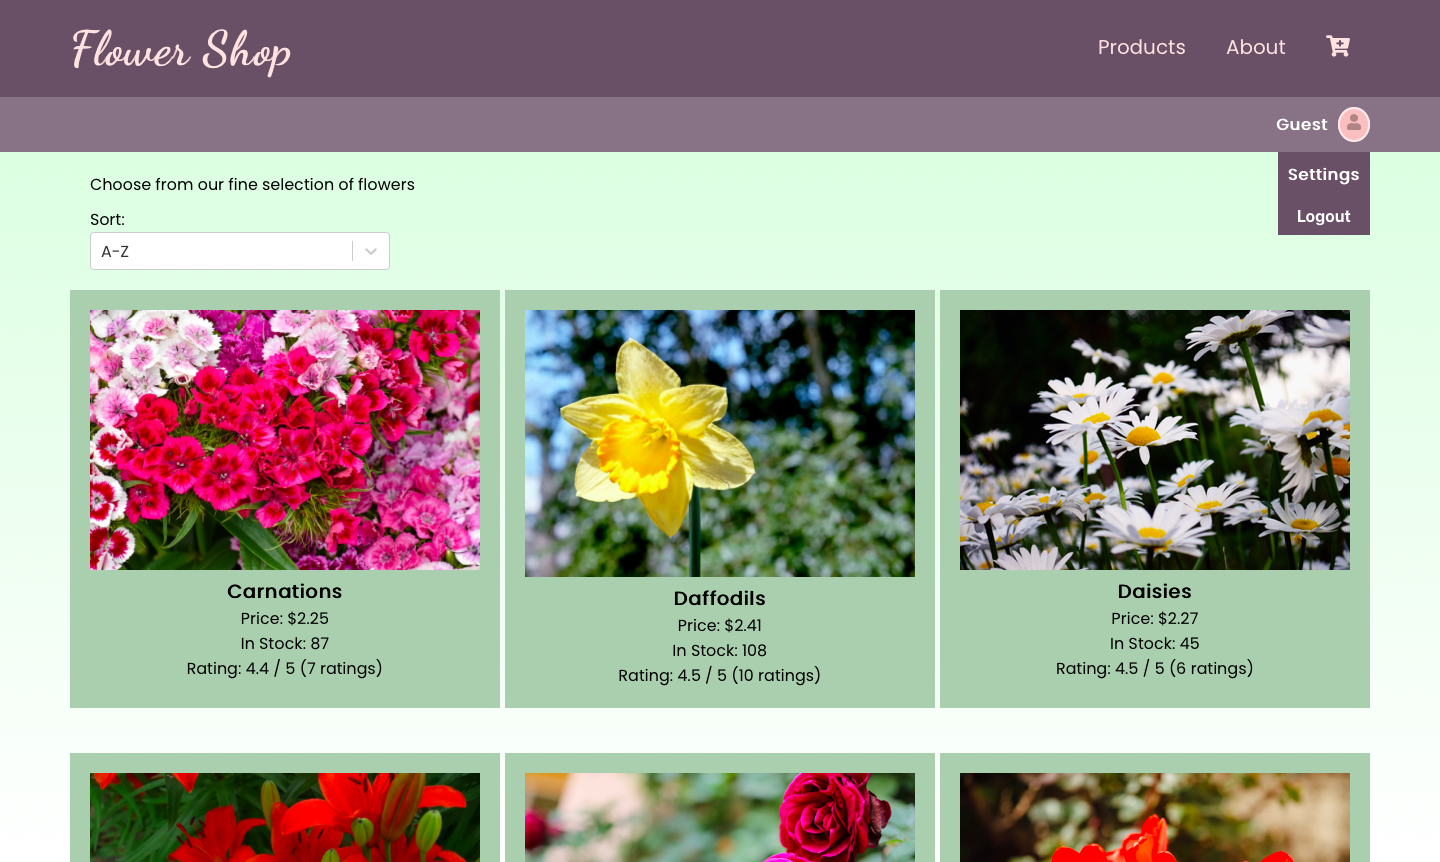 Flower Shop
Products
About
Guest
Settings
Logout
Choose from our fine selection of flowers
Sort:
A-Z
Carnations
Price: $2.25
In Stock: 87
Rating: 4.4 / 5 (7 ratings)
Daffodils
Price: $2.41
In Stock: 108
Rating: 4.5 / 5 (10 ratings)
Daisies
Price: $2.27
In Stock: 45
Rating: 4.5 / 5 (6 ratings)